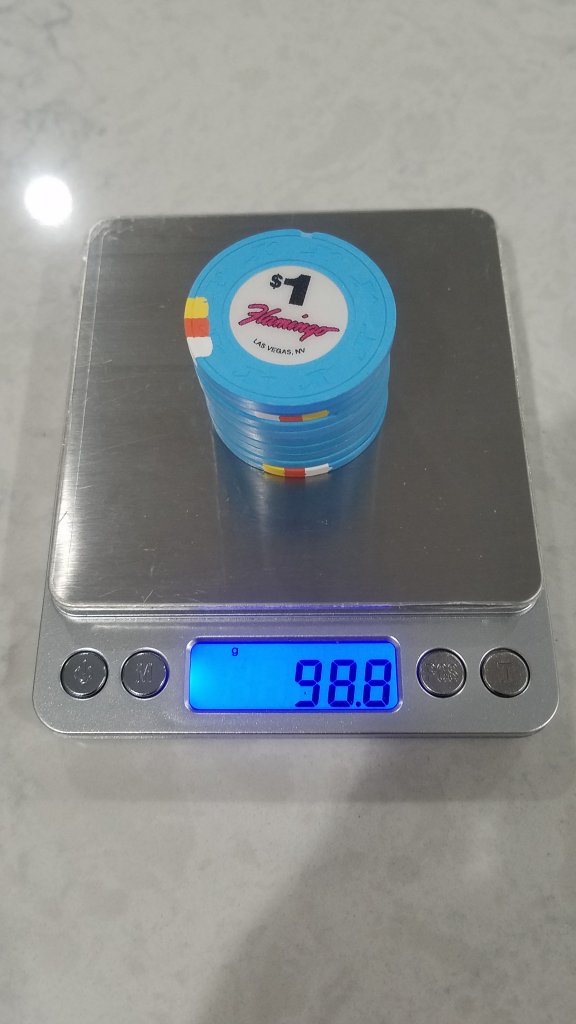 $1
Flamingo
LAS VEGAS, NV
g
98.8
M
T